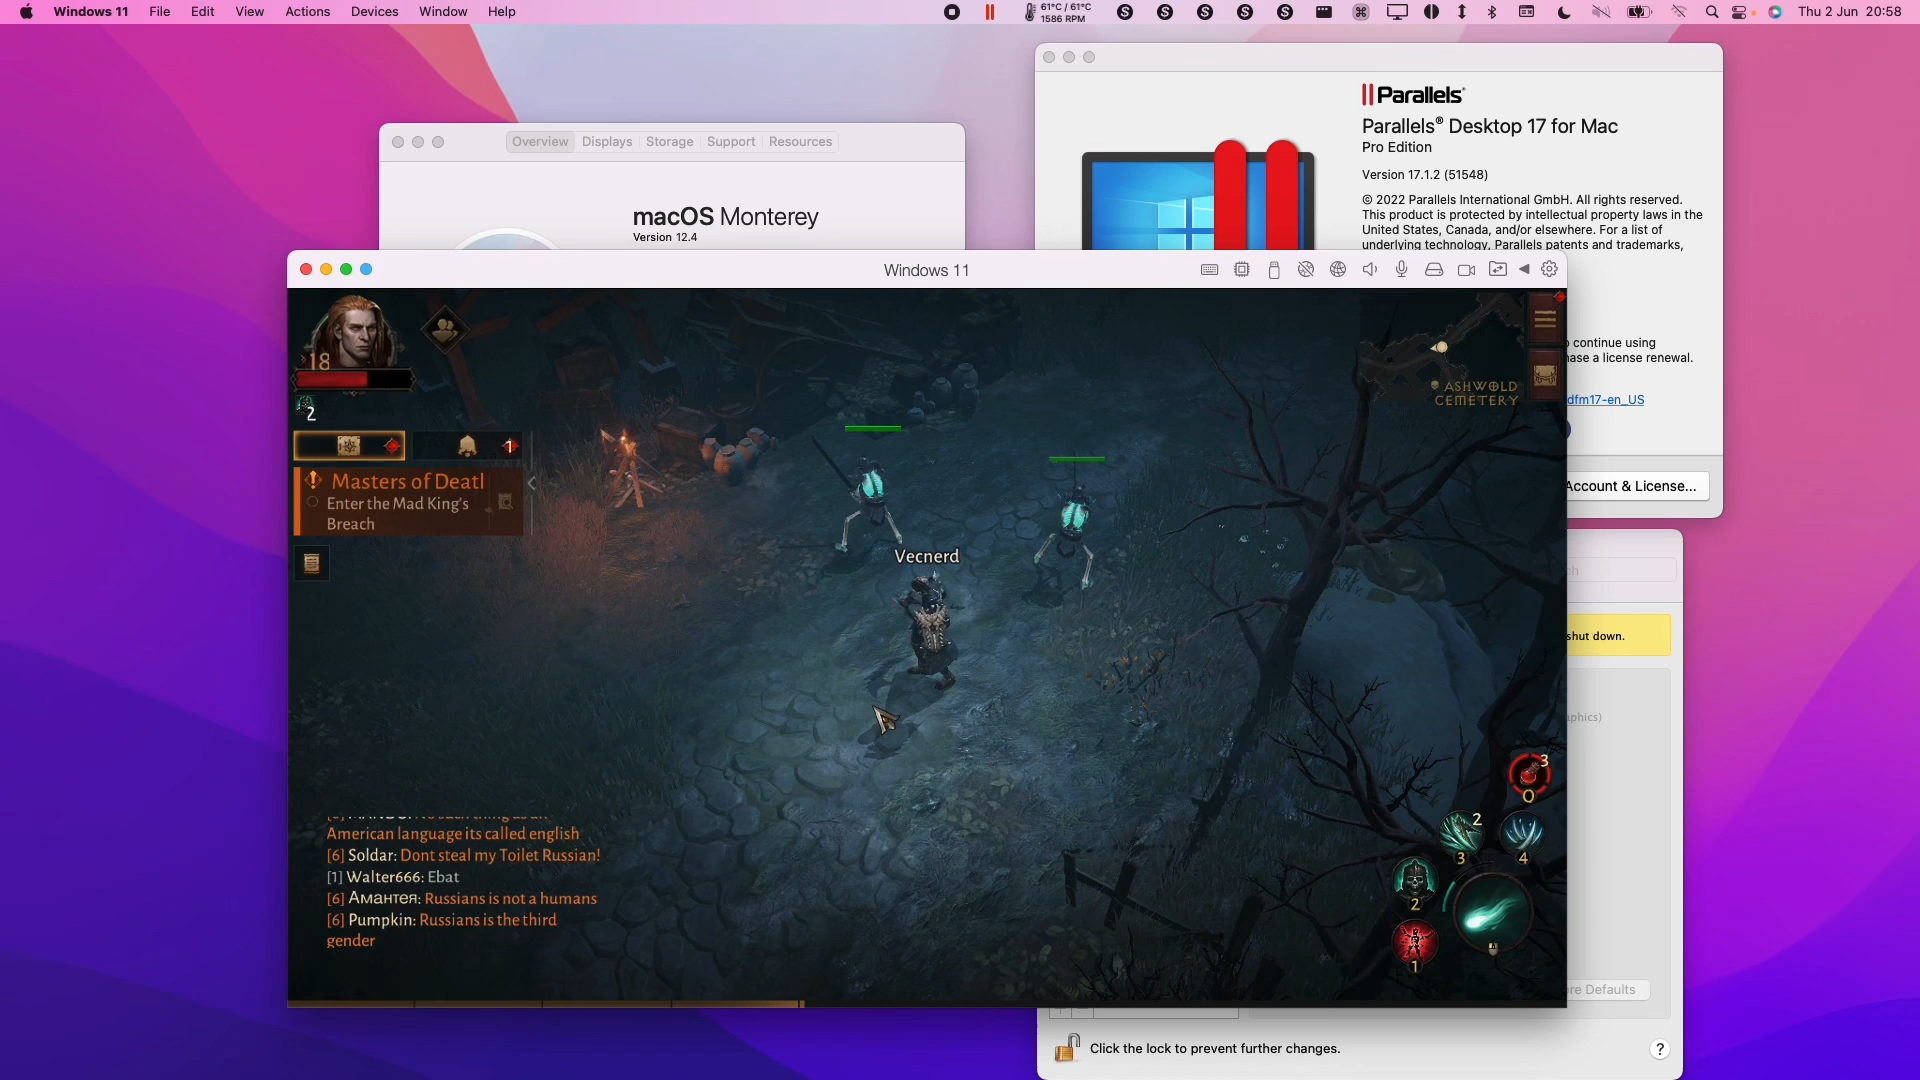 Windows 11 File Edit View Actions Devices Window Help
61°C / 61°C
1586 RPM
Thu 2 Jun 20:58
Overview Displays Storage Support Resources
macOS Monterey
Version 12.4
Parallels®
Parallels® Desktop 17 for Mac
Pro Edition
Version 17.1.2 (51548)
© 2022 Parallels International GmbH. All rights reserved.
This product is protected by intellectual property laws in the
United States, Canada, and/or elsewhere. For a list of
underlying technology, Parallels patents and trademarks,
continue using
a license renewal.
dfm17-en_US
Account & License...
Windows 11
18
2
1
Masters of
Enter the Mad King's
Breach
ASHWOLD
CEMETERY
Vecnerd
American language its called english
[6] Soldar: Dont steal my Toilet Russian!
[1] Walter666: Ebat
[6] Амантея: Russians is not a humans
[6] Pumpkin: Russians is the third
gender
3
Q
2
3
4
2
1
shut down.
Defaults
Click the lock to prevent further changes.
?